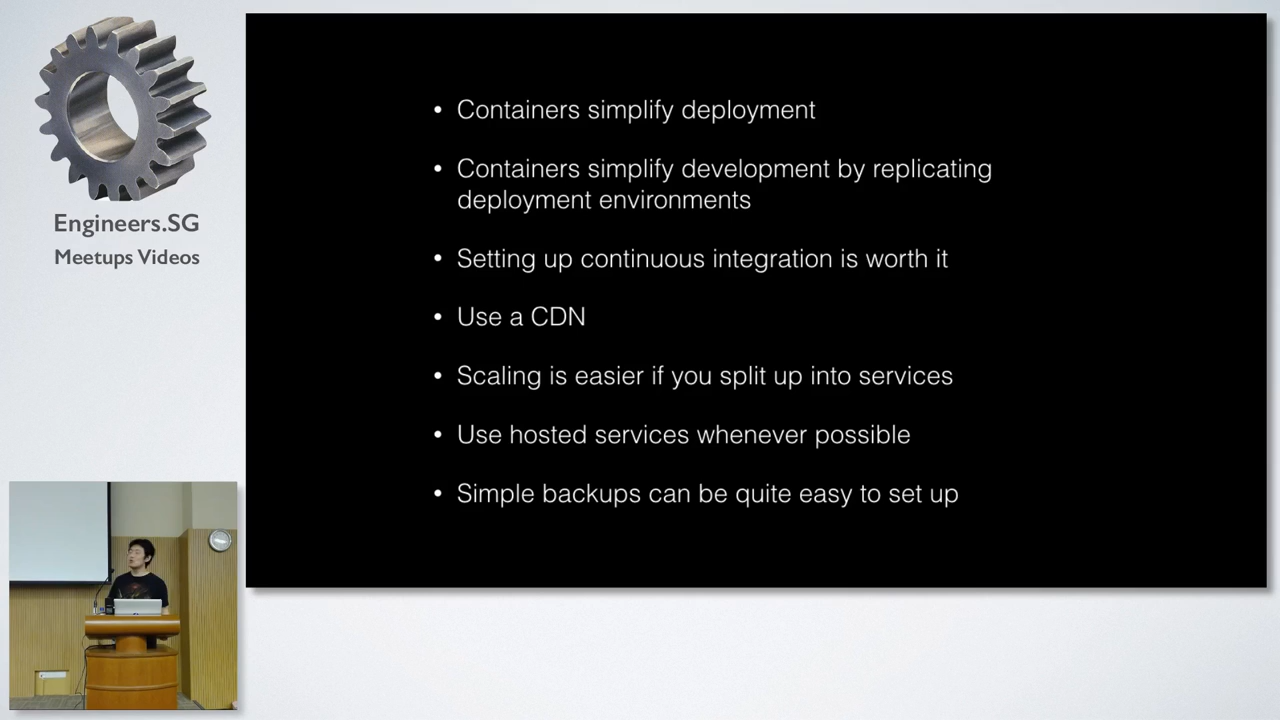 Engineers.SG
Meetups Videos
• Containers simplify deployment
• Containers simplify development by replicating
deployment environments
• Setting up continuous integration is worth it
• Use a CDN
• Scaling is easier if you split up into services
• Use hosted services whenever possible
• Simple backups can be quite easy to set up